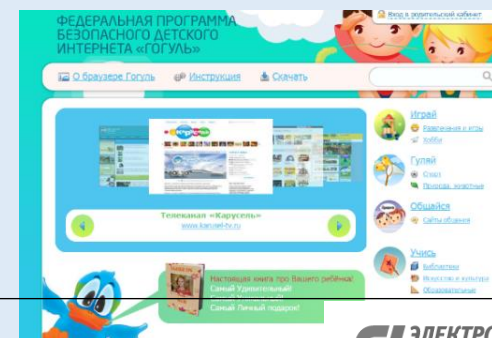 ФЕДЕРАЛЬНАЯ ПРОГРАММА
БЕЗОПАСНОГО ДЕТСКОГО
ИНТЕРНЕТА «ГОГУЛЬ»
Вход в родительский кабинет
О браузере Гогуль
Инструкция
Скачать
Играй
Развлечения и игры
Хобби
Гуляй
Спорт
Природа, животные
Общайся
Сайты общения
Учись
Библиотеки
Искусство и культура
Образовательные
Телеканал «Карусель»
www.karusel-tv.ru
Настоящая книга про Вашего ребёнка!
Самый Удивительный!
Самый Личный подарок!
ЭЛЕКТРО